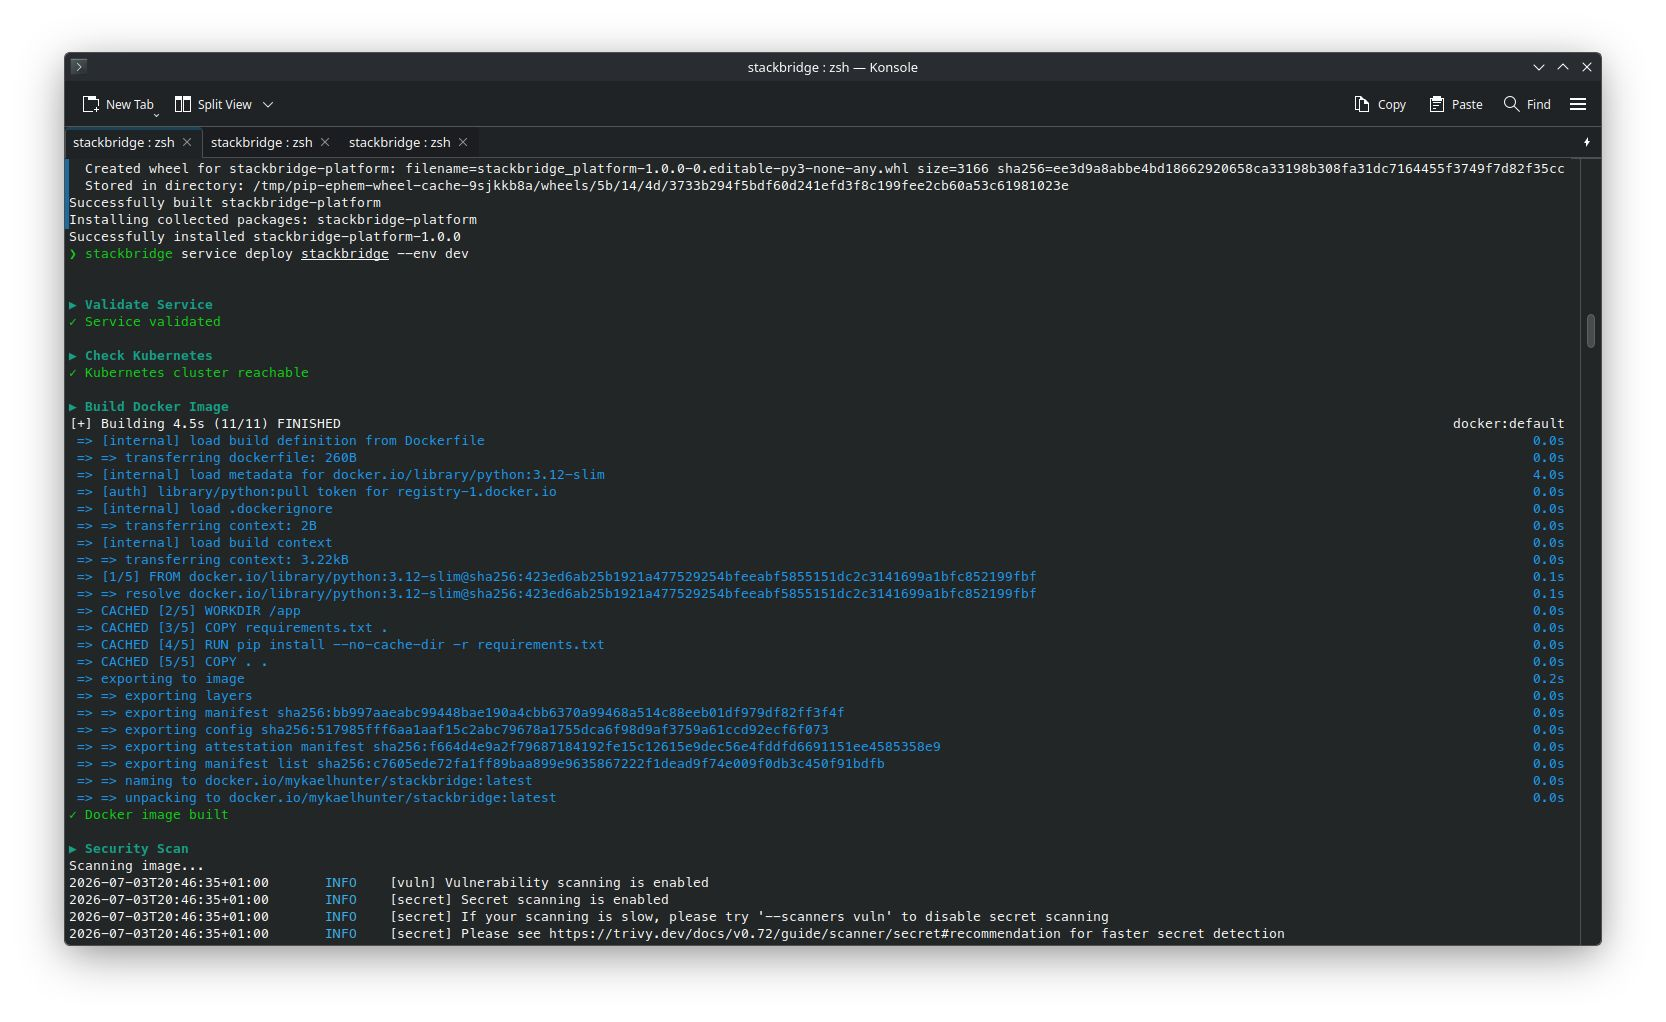 stackbridge : zsh — Konsole
New Tab
Split View
Copy
Paste
Find
stackbridge : zsh
stackbridge : zsh
stackbridge : zsh
Created wheel for stackbridge-platform: filename=stackbridge_platform-1.0.0-0.editable-py3-none-any.whl size=3166 sha256=ee3d9a8abbe4bd18662920658ca33198b308fa31dc7164455f3749f7d82f35cc
Stored in directory: /tmp/pip-ephem-wheel-cache-9sjkkb8a/wheels/5b/14/4d/3733b294f5bdf60d241efd3f8c199fee2cb60a53c61981023e
Successfully built stackbridge-platform
Installing collected packages: stackbridge-platform
Successfully installed stackbridge-platform-1.0.0
❯ stackbridge service deploy stackbridge --env dev
▶ Validate Service
✓ Service validated
▶ Check Kubernetes
✓ Kubernetes cluster reachable
▶ Build Docker Image
[+] Building 4.5s (11/11) FINISHED docker:default
=> [internal] load build definition from Dockerfile 0.0s
=> => transferring dockerfile: 260B 0.0s
=> [internal] load metadata for docker.io/library/python:3.12-slim 4.0s
=> [auth] library/python:pull token for registry-1.docker.io 0.0s
=> [internal] load .dockerignore 0.0s
=> => transferring context: 2B 0.0s
=> [internal] load build context 0.0s
=> => transferring context: 3.22kB 0.0s
=> [1/5] FROM docker.io/library/python:3.12-slim@sha256:423ed6ab25b1921a477529254bfeeabf5855151dc2c3141699a1bfc852199fbf 0.1s
=> => resolve docker.io/library/python:3.12-slim@sha256:423ed6ab25b1921a477529254bfeeabf5855151dc2c3141699a1bfc852199fbf 0.1s
=> CACHED [2/5] WORKDIR /app 0.0s
=> CACHED [3/5] COPY requirements.txt . 0.0s
=> CACHED [4/5] RUN pip install --no-cache-dir -r requirements.txt 0.0s
=> CACHED [5/5] COPY . . 0.0s
=> exporting to image 0.2s
=> => exporting layers 0.0s
=> => exporting manifest sha256:bb997aaeabc99448bae190a4cbb6370a99468a514c88eeb01df979df82ff3f4f 0.0s
=> => exporting config sha256:517985fff6aa1aaf15c2abc79678a1755dca6f98d9af3759a61ccd92ecf6f073 0.0s
=> => exporting attestation manifest sha256:f664d4e9a2f79687184192fe15c12615e9dec56e4fddfd6691151ee4585358e9 0.0s
=> => exporting manifest list sha256:c7605ede72fa1ff89baa899e9635867222f1dead9f74e009f0db3c450f91bdfb 0.0s
=> => naming to docker.io/mykaelhunter/stackbridge:latest 0.0s
=> => unpacking to docker.io/mykaelhunter/stackbridge:latest 0.0s
✓ Docker image built
▶ Security Scan
Scanning image...
2026-07-03T20:46:35+01:00 INFO [vuln] Vulnerability scanning is enabled
2026-07-03T20:46:35+01:00 INFO [secret] Secret scanning is enabled
2026-07-03T20:46:35+01:00 INFO [secret] If your scanning is slow, please try '--scanners vuln' to disable secret scanning
2026-07-03T20:46:35+01:00 INFO [secret] Please see https://trivy.dev/docs/v0.72/guide/scanner/secret#recommendation for faster secret detection